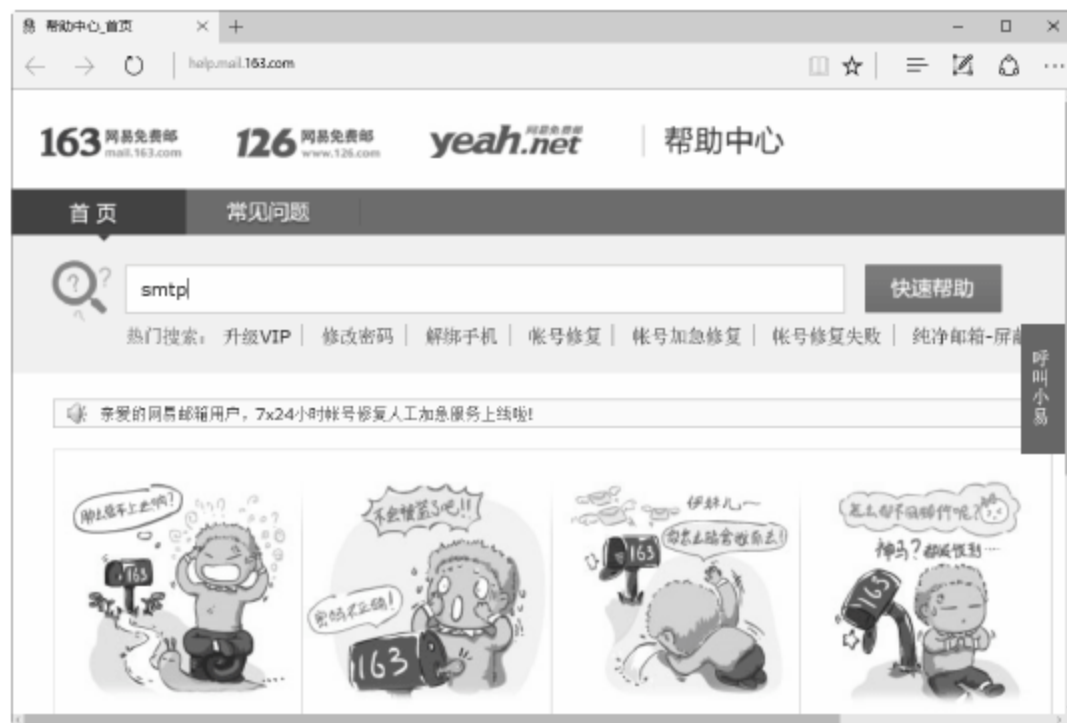 易 帮助中心_首页
help.mail.163.com
163 网易免费邮 mail.163.com
126 网易免费邮 www.126.com
yeah.net 网易免费邮
帮助中心
首页 常见问题
smtp
快速帮助
热门搜索： 升级VIP 修改密码 解绑手机 帐号修复 帐号加急修复 帐号修复失败 纯净邮箱-屏蔽
呼叫小易
亲爱的网易邮箱用户，7x24小时帐号修复人工加急服务上线啦!
163
不会被盗了吧!!
密码不正确!
163
伊妹儿~
163
神马?
163